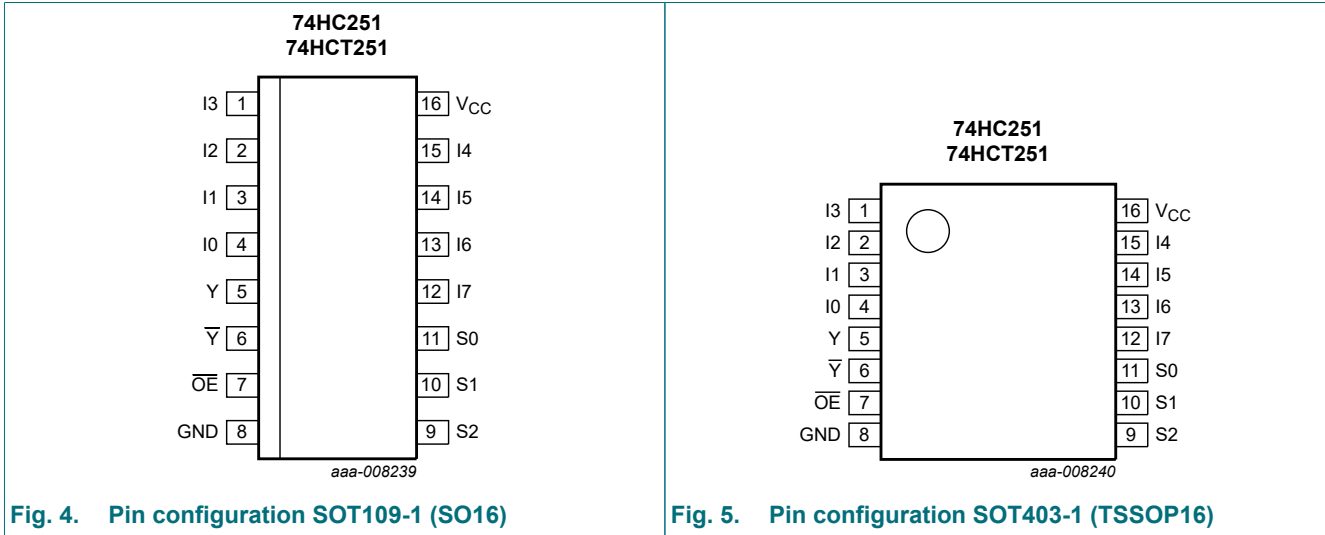 74HC251
74HCT251
I3 1 16 VCC
I2 2 15 I4
I1 3 14 I5
I0 4 13 I6
Y 5 12 I7
Y̅ 6 11 S0
O̅E̅ 7 10 S1
GND 8 9 S2
aaa-008239
Fig. 4. Pin configuration SOT109-1 (SO16)
74HC251
74HCT251
I3 1 16 VCC
I2 2 15 I4
I1 3 14 I5
I0 4 13 I6
Y 5 12 I7
Y̅ 6 11 S0
O̅E̅ 7 10 S1
GND 8 9 S2
aaa-008240
Fig. 5. Pin configuration SOT403-1 (TSSOP16)